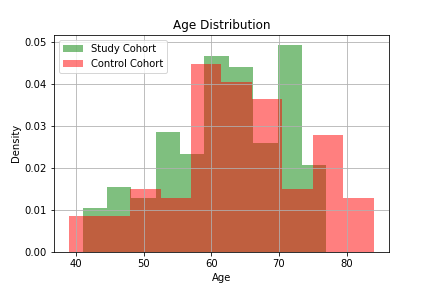 Age Distribution
Study Cohort
Control Cohort
0.05
0.04
0.03
0.02
0.01
0.00
Density
40 50 60 70 80
Age